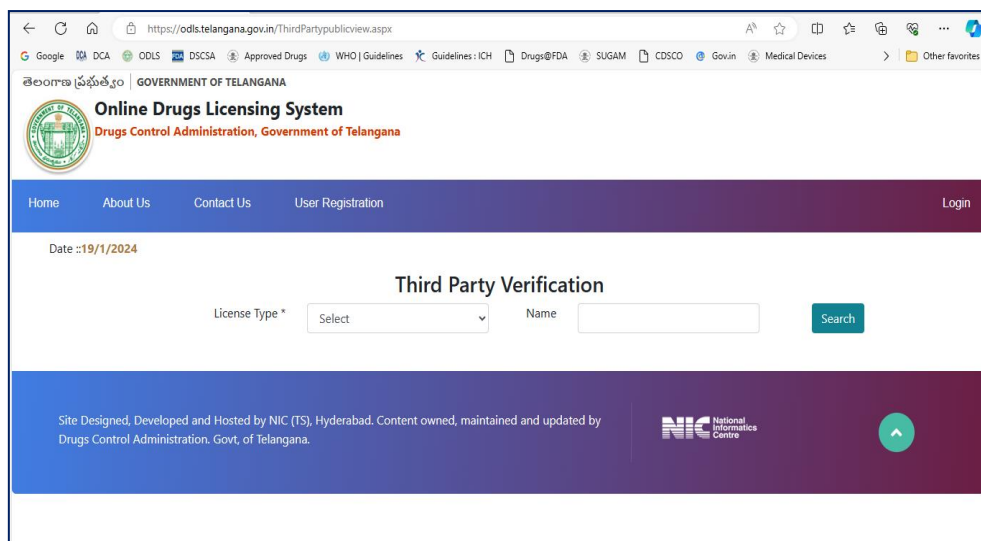 https://odls.telangana.gov.in/ThirdPartypublicview.aspx
Google DCA ODLS DSCSA Approved Drugs WHO | Guidelines Guidelines : ICH Drugs@FDA SUGAM CDSCO Gov.in Medical Devices Other favorites
తెలంగాణ ప్రభుత్వం | GOVERNMENT OF TELANGANA
Online Drugs Licensing System
Drugs Control Administration, Government of Telangana
Home About Us Contact Us User Registration Login
Date ::19/1/2024
Third Party Verification
License Type * Select Name Search
Site Designed, Developed and Hosted by NIC (TS), Hyderabad. Content owned, maintained and updated by
Drugs Control Administration. Govt, of Telangana.
NIC National
Informatics
Centre